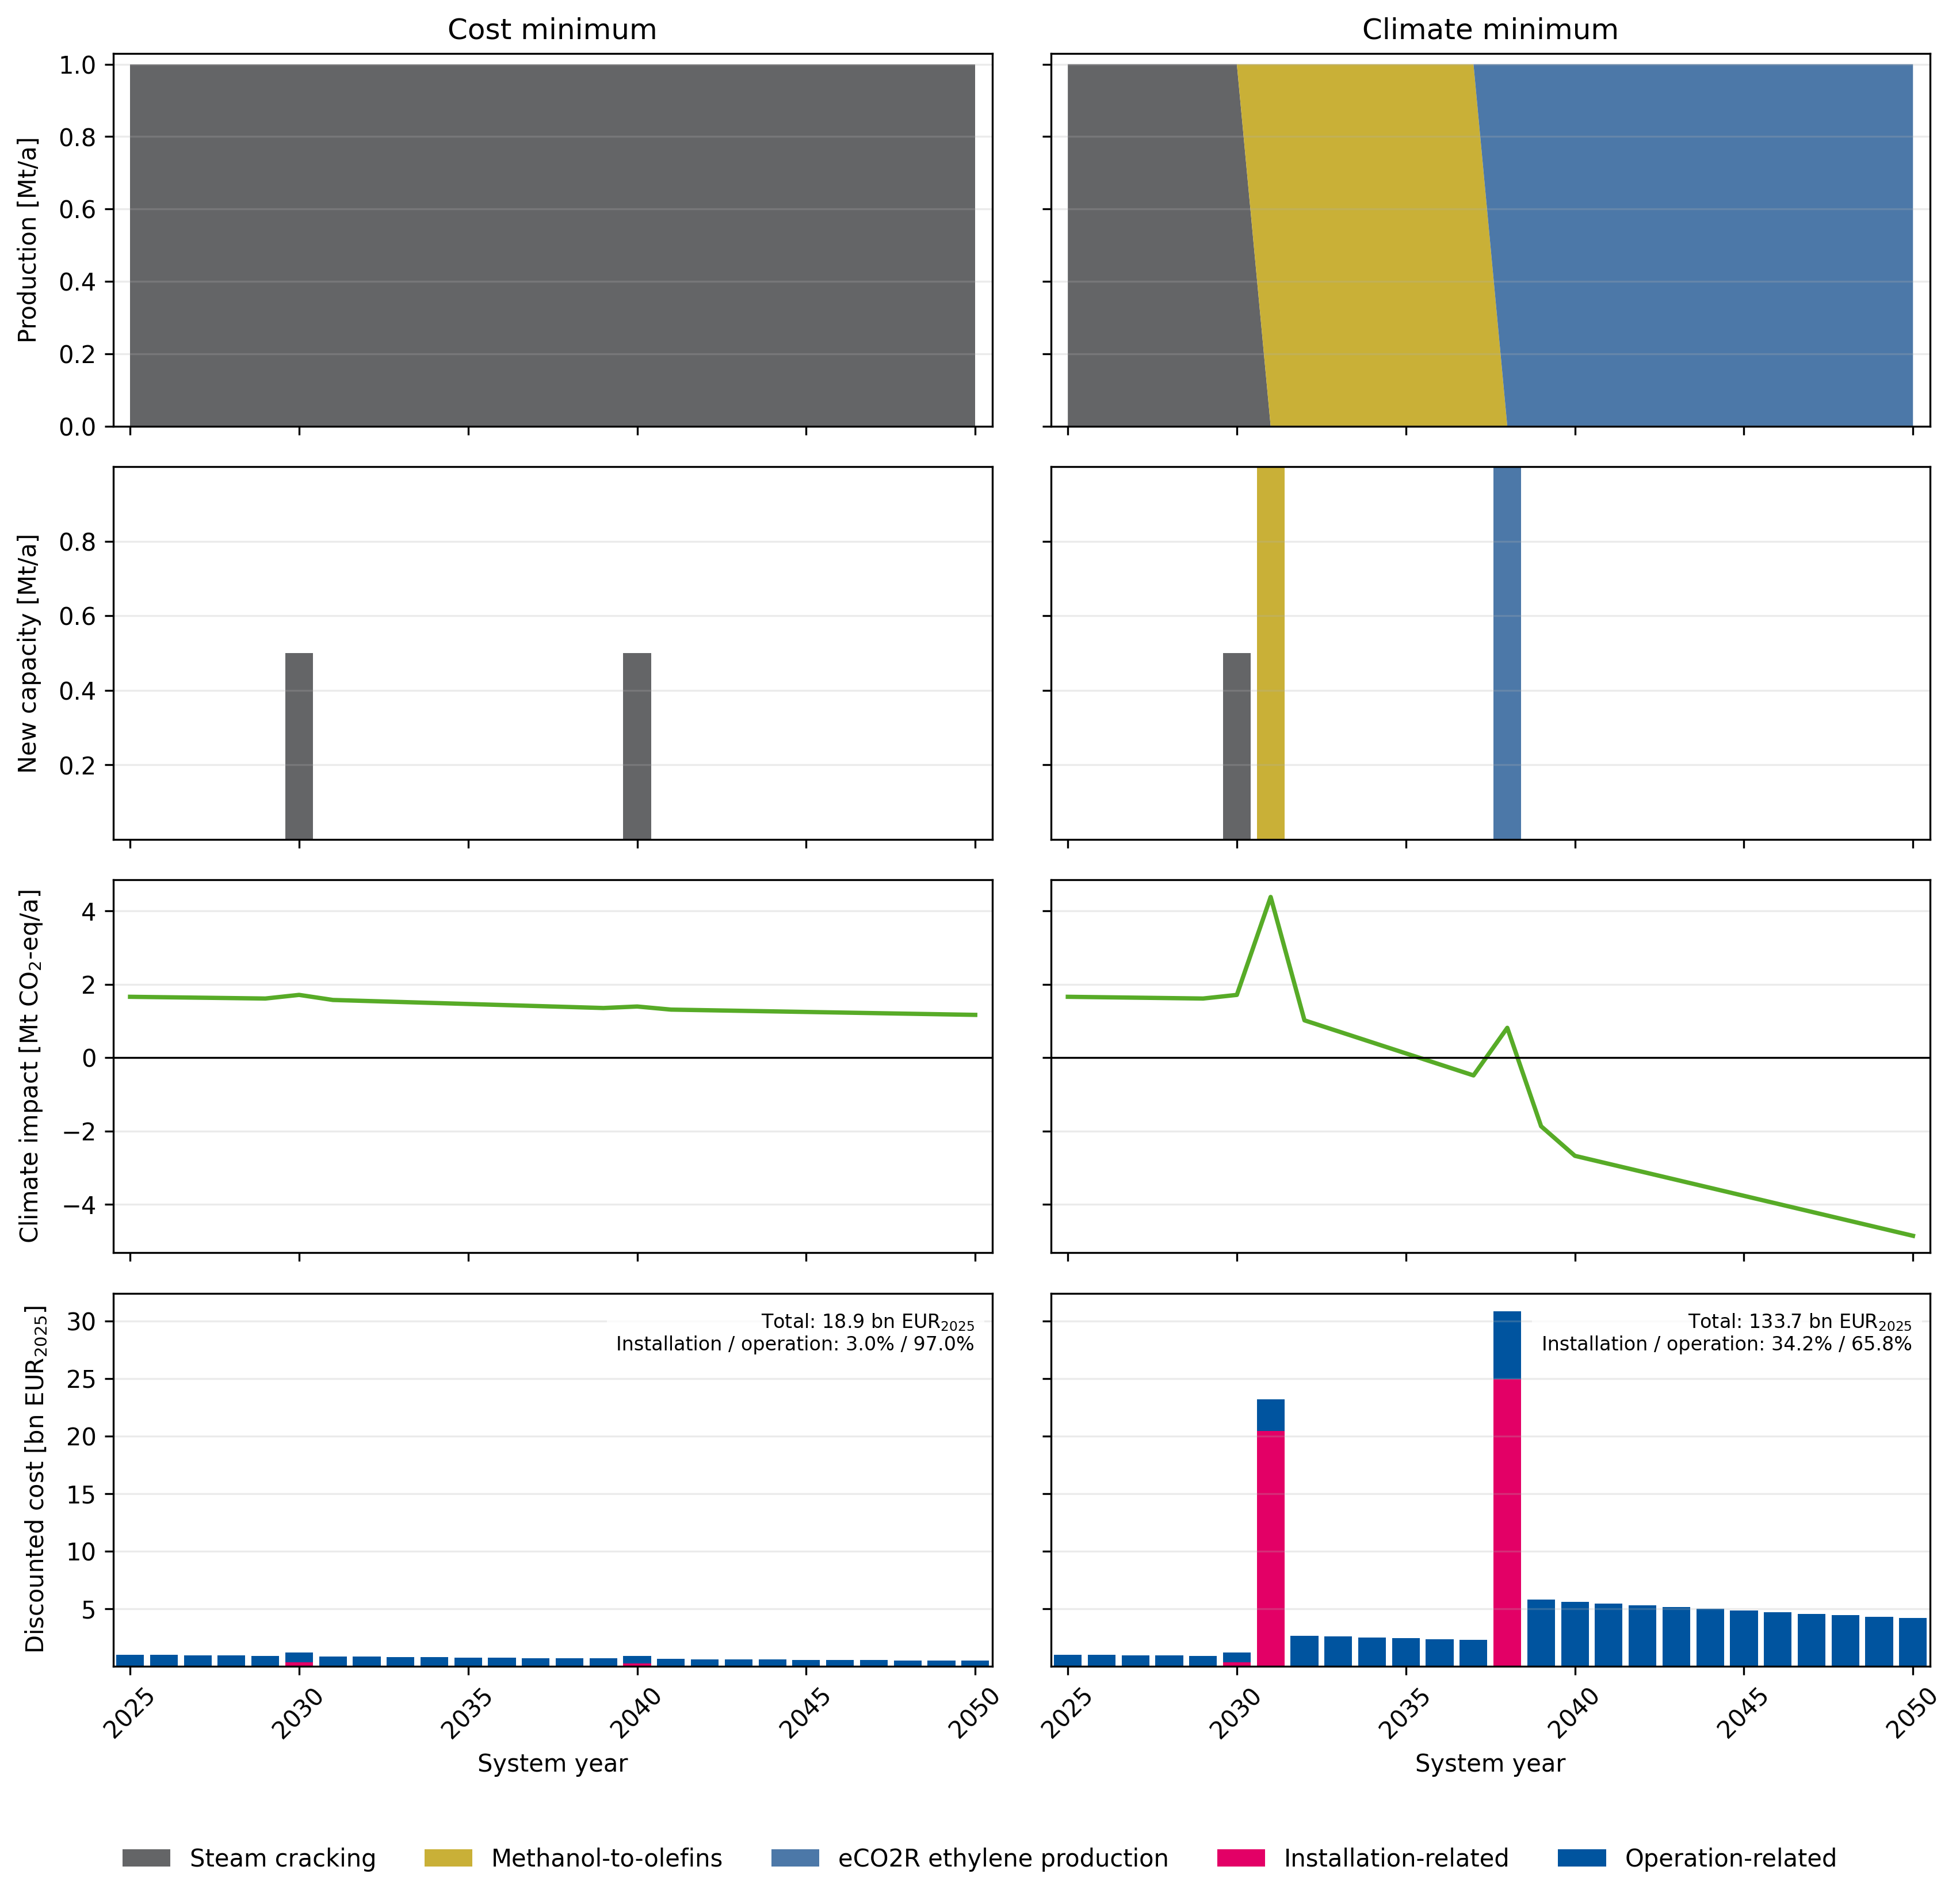 Cost minimum
Climate minimum
Production [Mt/a]
1.0
0.8
0.6
0.4
0.2
0.0
New capacity [Mt/a]
0.8
0.6
0.4
0.2
Climate impact [Mt CO₂-eq/a]
4
2
0
−2
−4
Discounted cost [bn EUR₂₀₂₅]
30
25
20
15
10
5
Total: 18.9 bn EUR₂₀₂₅
Installation / operation: 3.0% / 97.0%
Total: 133.7 bn EUR₂₀₂₅
Installation / operation: 34.2% / 65.8%
2025 2030 2035 2040 2045 2050
2025 2030 2035 2040 2045 2050
System year
System year
Steam cracking Methanol-to-olefins eCO2R ethylene production Installation-related Operation-related